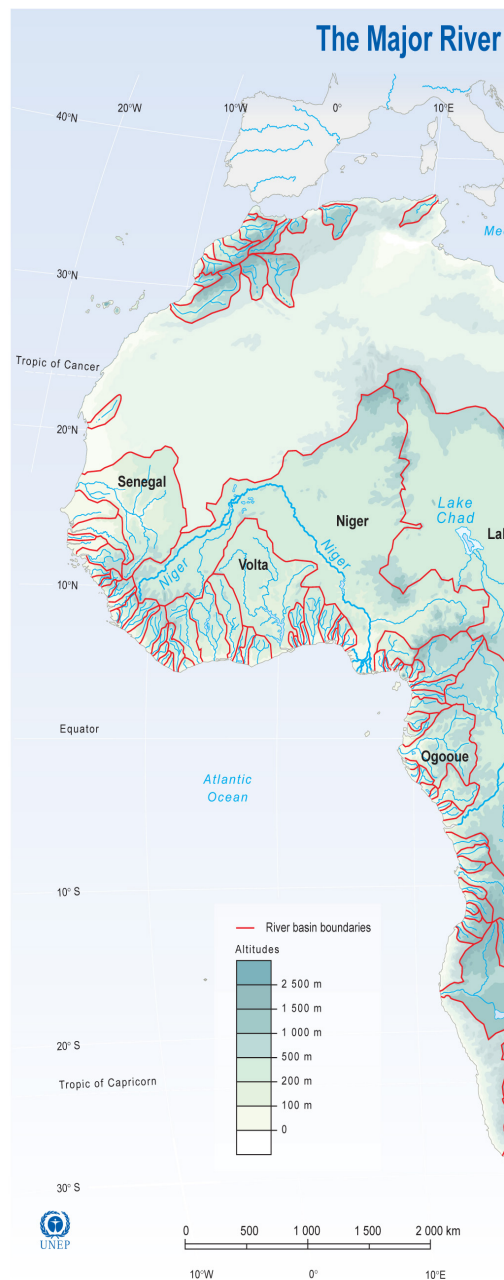 The Major River
40°N
20°W
10°W
0°
10°E
Me
30°N
Tropic of Cancer
20°N
Senegal
Lake
Chad
Niger
Lak
Niger
Volta
Niger
10°N
Equator
Ogooue
Atlantic
Ocean
10° S
River basin boundaries
Altitudes
2 500 m
1 500 m
1 000 m
500 m
200 m
100 m
0
20° S
Tropic of Capricorn
30° S
UNEP
0 500 1 000 1 500 2 000 km
10°W 0° 10°E